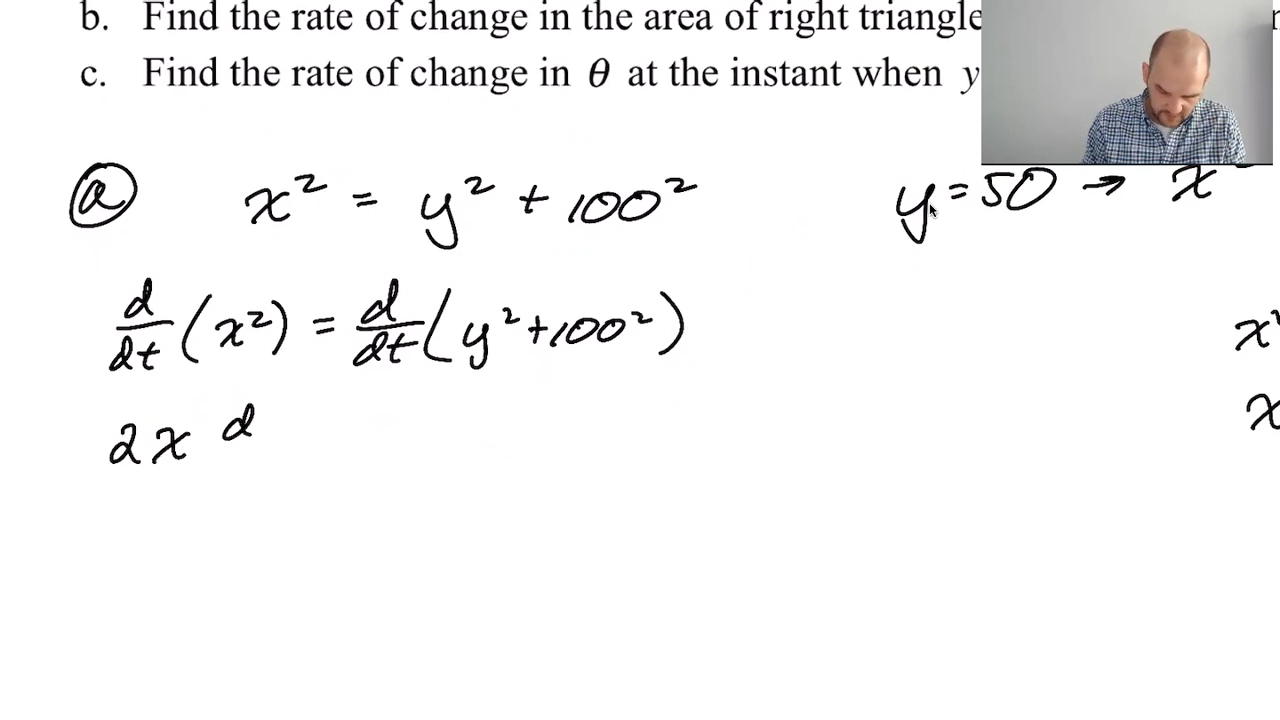 b. Find the rate of change in the area of right triangle
c. Find the rate of change in θ at the instant when y
ⓐ x² = y² + 100²
y = 50 → x
d/dt (x²) = d/dt (y² + 100²)
x
2x d
x